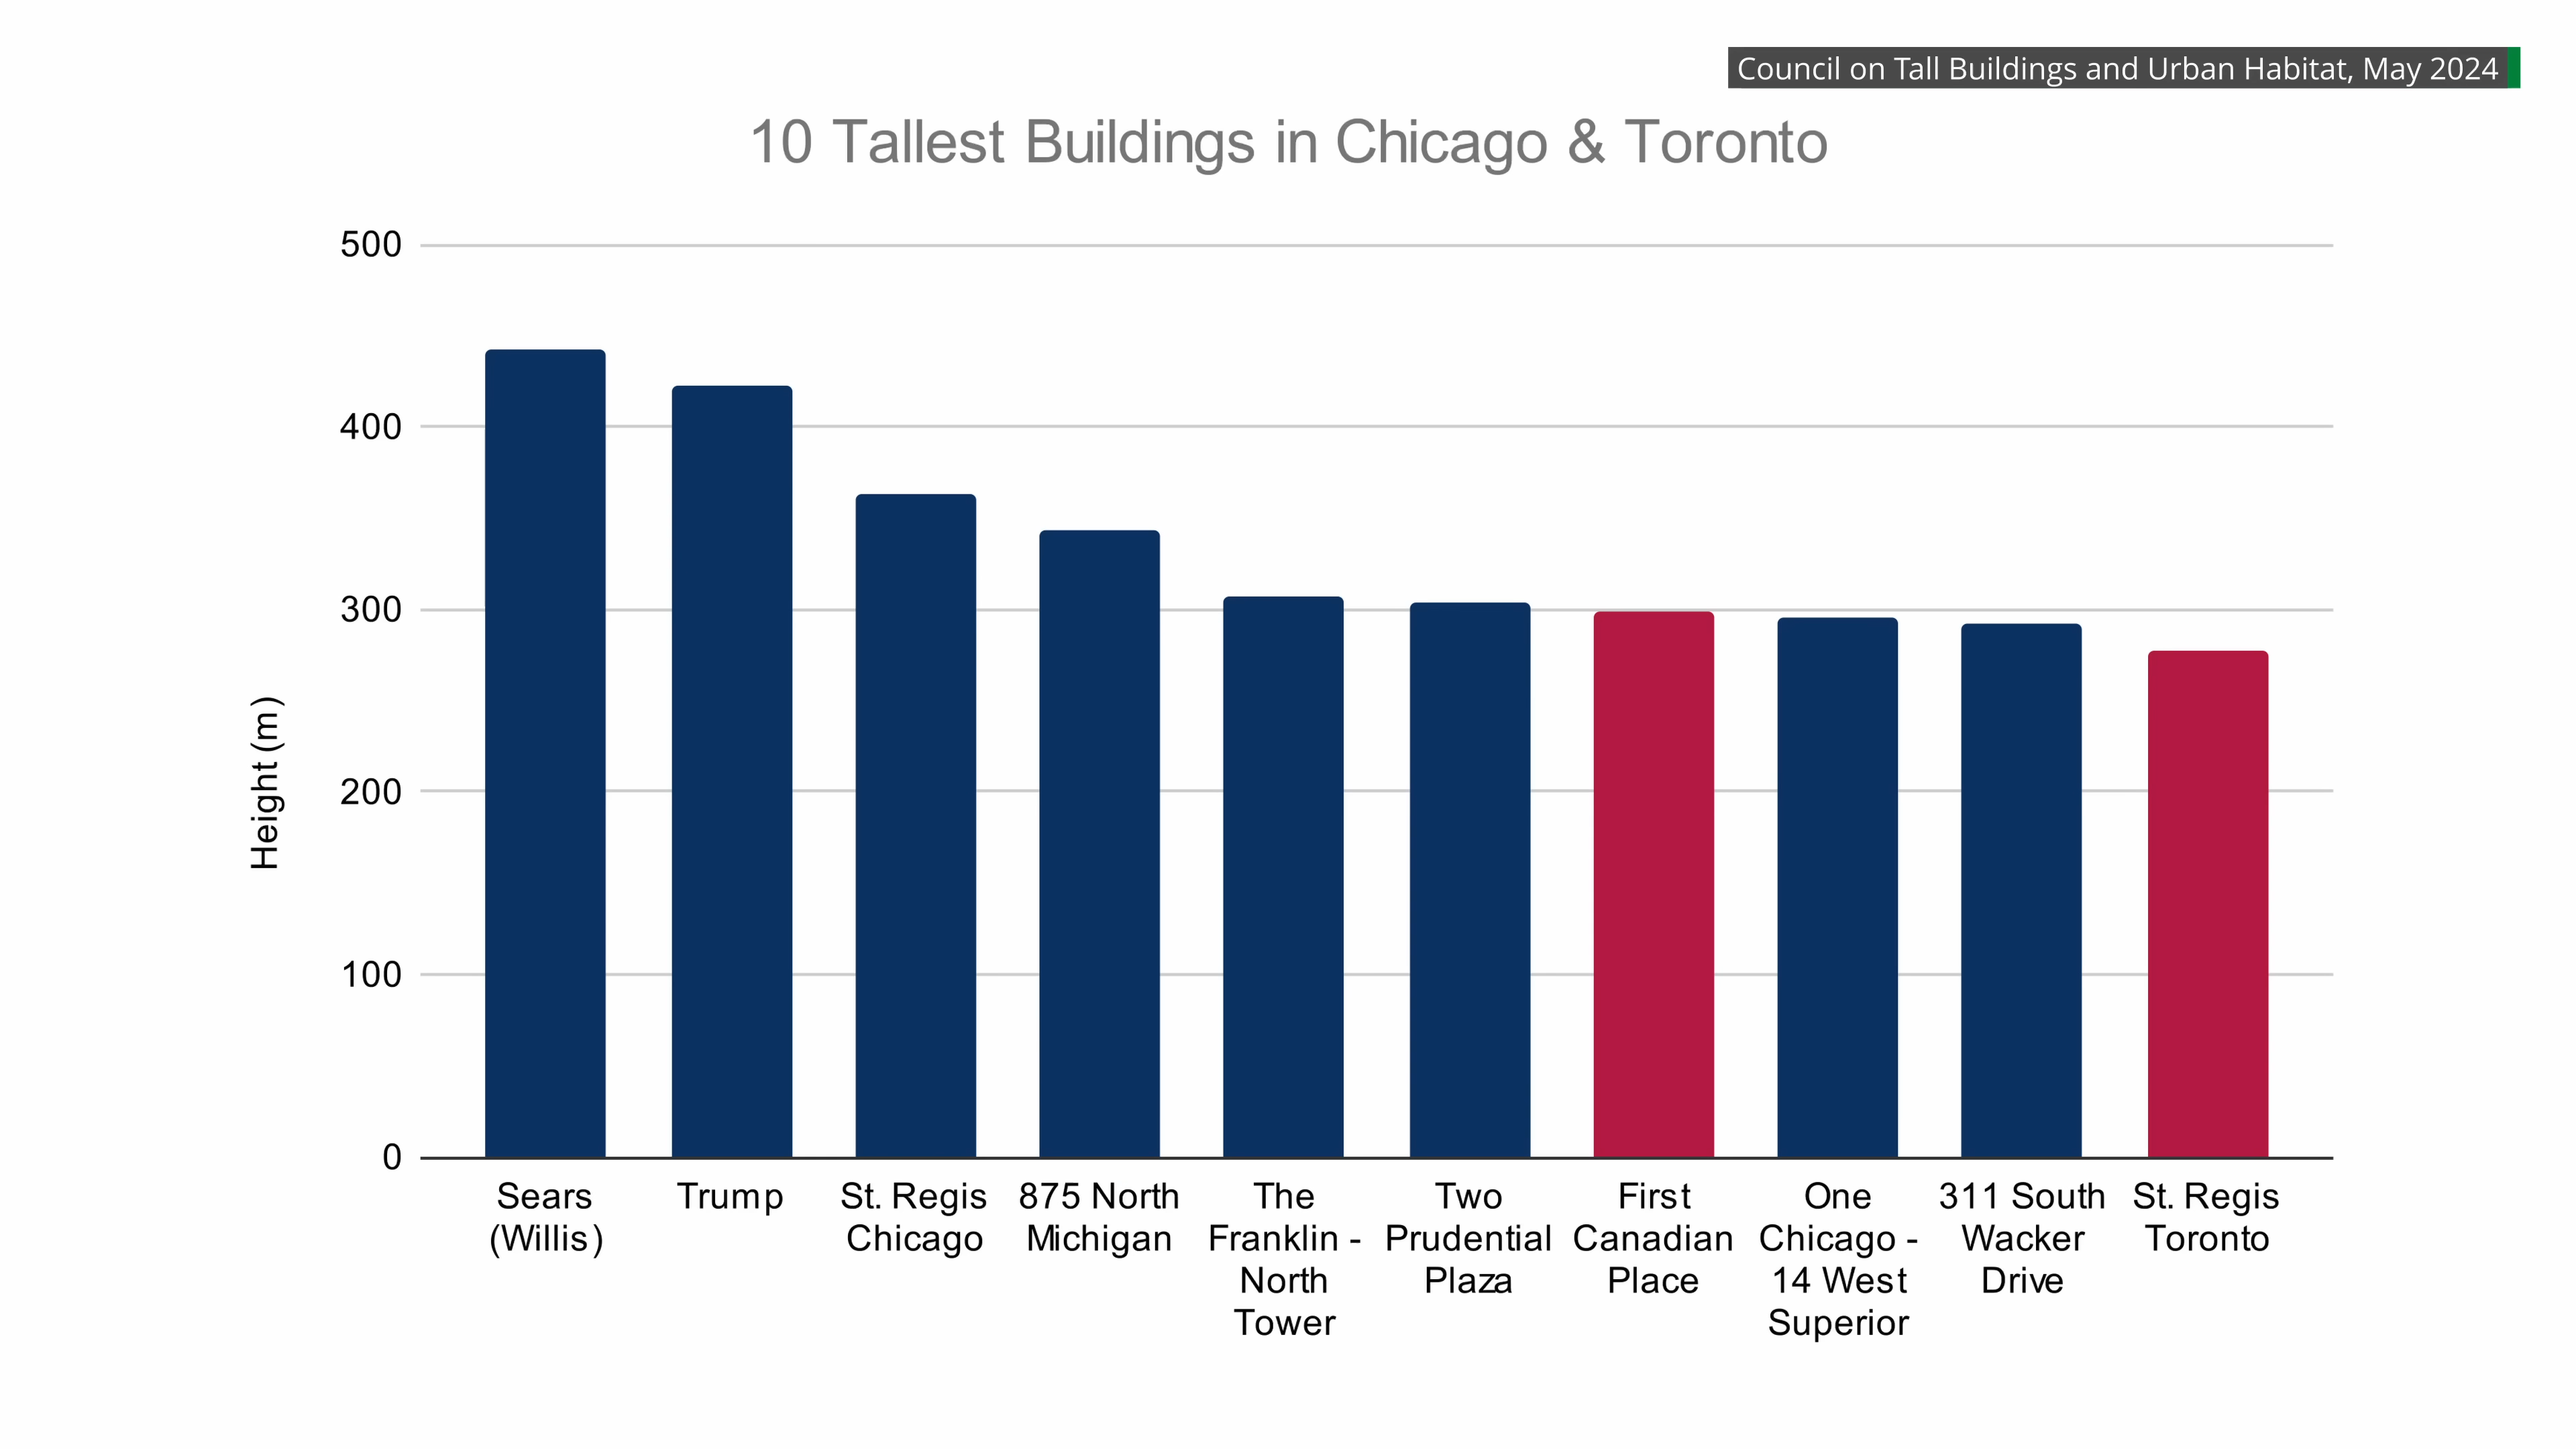 Council on Tall Buildings and Urban Habitat, May 2024
10 Tallest Buildings in Chicago & Toronto
500
400
300
200
100
0
Height (m)
Sears
(Willis)
Trump
St. Regis
Chicago
875 North
Michigan
The
Franklin -
North
Tower
Two
Prudential
Plaza
First
Canadian
Place
One
Chicago -
14 West
Superior
311 South
Wacker
Drive
St. Regis
Toronto